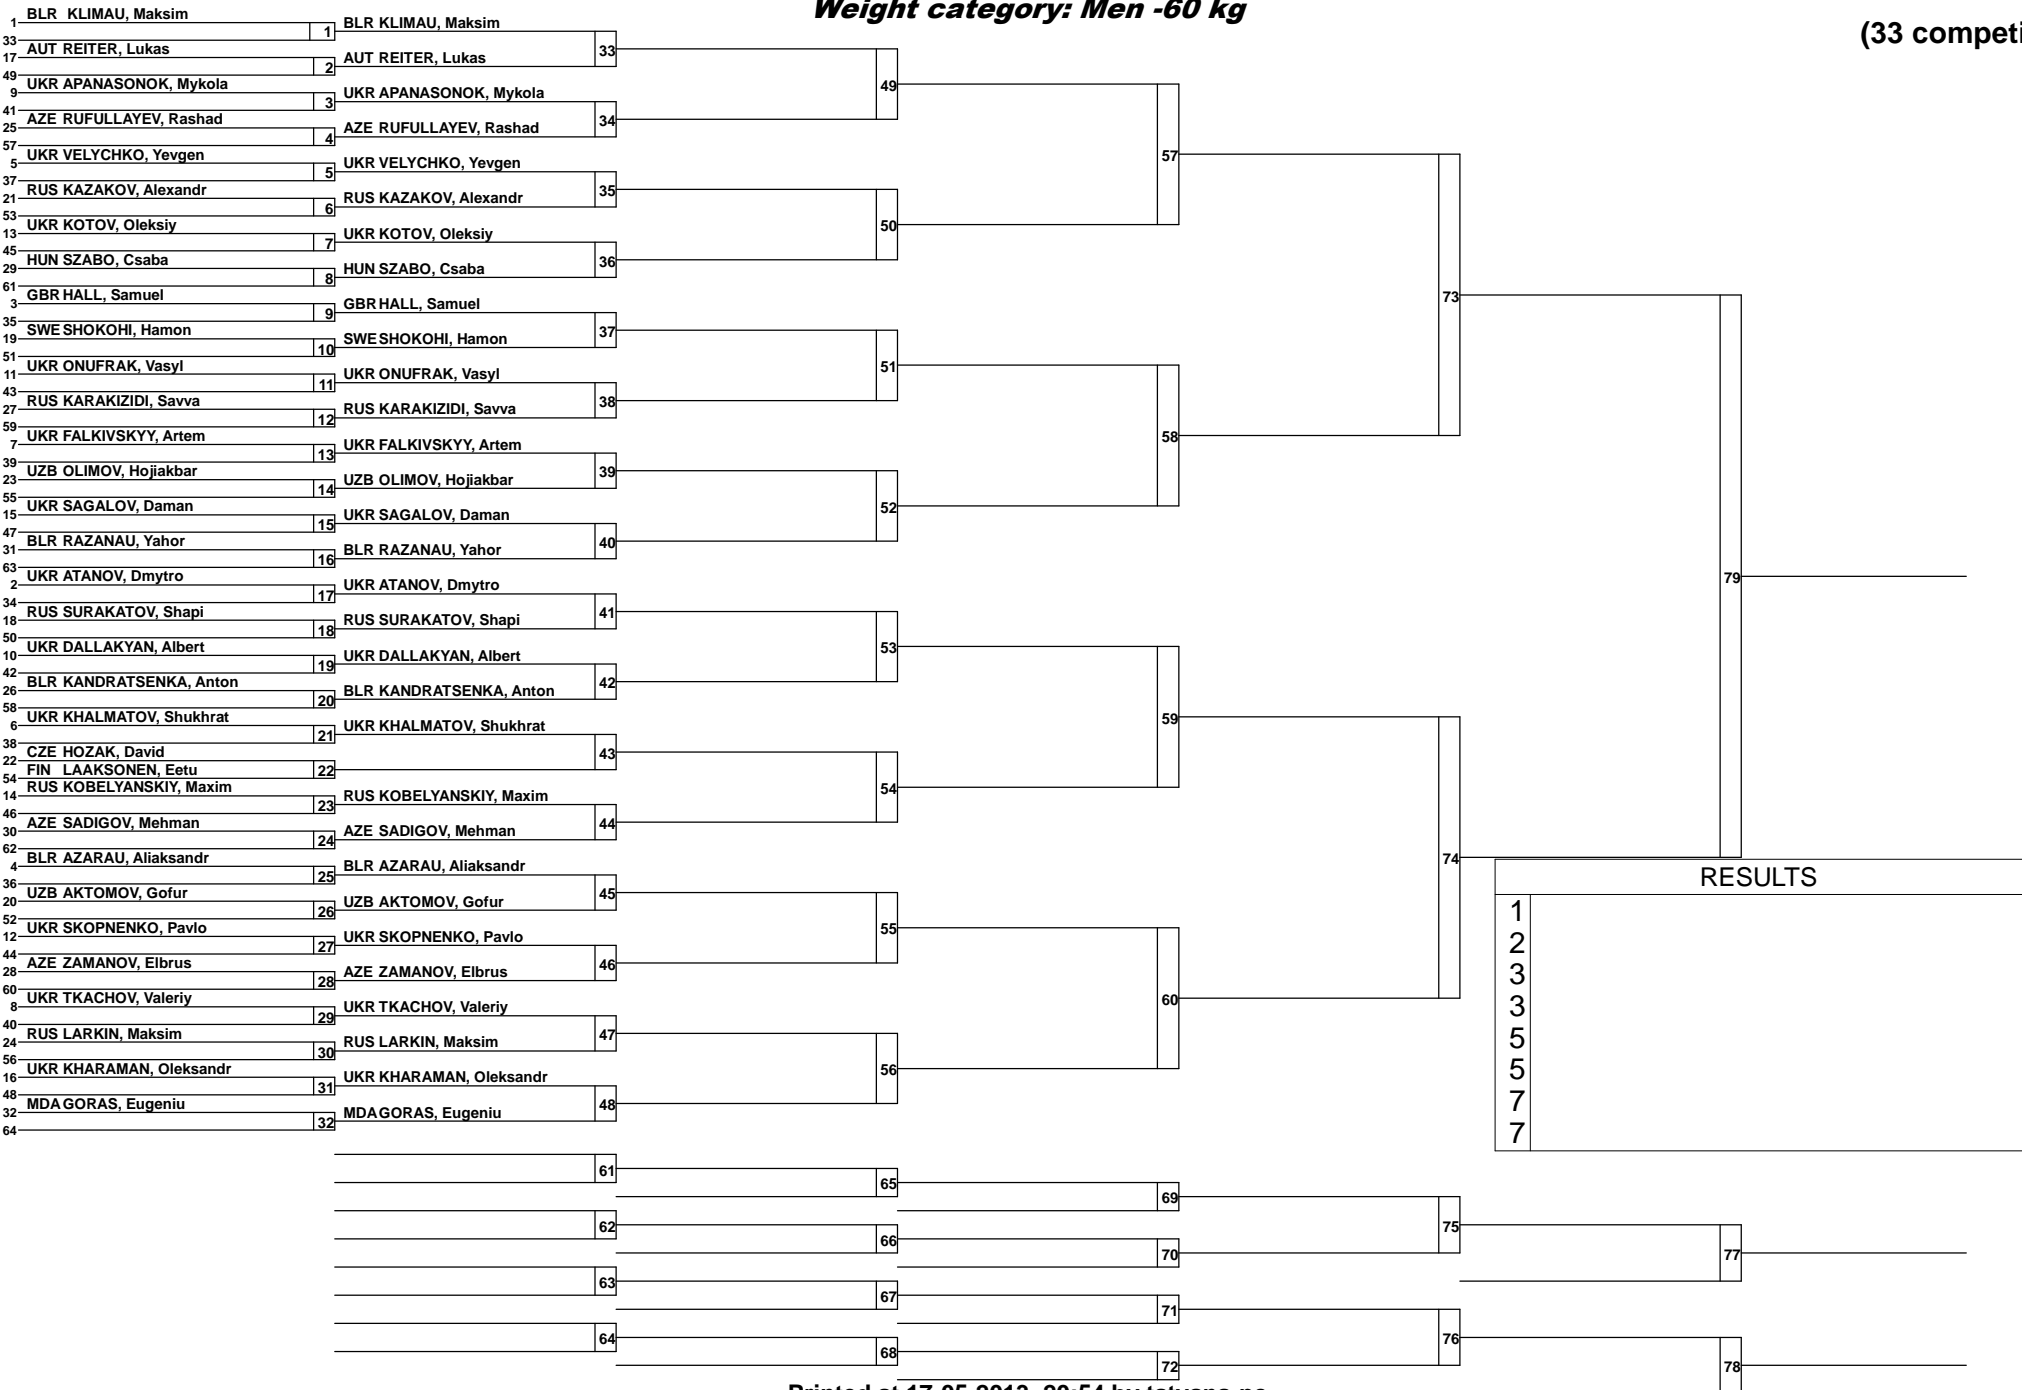 Weight category: Men -60 kg
(33 competi
1 BLR KLIMAU, Maksim
33
17 AUT REITER, Lukas
49
9 UKR APANASONOK, Mykola
41
25 AZE RUFULLAYEV, Rashad
57
5 UKR VELYCHKO, Yevgen
37
21 RUS KAZAKOV, Alexandr
53
13 UKR KOTOV, Oleksiy
45
29 HUN SZABO, Csaba
61
3 GBR HALL, Samuel
35
19 SWE SHOKOHI, Hamon
51
11 UKR ONUFRAK, Vasyl
43
27 RUS KARAKIZIDI, Savva
59
7 UKR FALKIVSKYY, Artem
39
23 UZB OLIMOV, Hojiakbar
55
15 UKR SAGALOV, Daman
47
31 BLR RAZANAU, Yahor
63
2 UKR ATANOV, Dmytro
34
18 RUS SURAKATOV, Shapi
50
10 UKR DALLAKYAN, Albert
42
26 BLR KANDRATSENKA, Anton
58
6 UKR KHALMATOV, Shukhrat
38
22 CZE HOZAK, David
54 FIN LAAKSONEN, Eetu
14 RUS KOBELYANSKIY, Maxim
46
30 AZE SADIGOV, Mehman
62
4 BLR AZARAU, Aliaksandr
36
20 UZB AKTOMOV, Gofur
52
12 UKR SKOPNENKO, Pavlo
44
28 AZE ZAMANOV, Elbrus
60
8 UKR TKACHOV, Valeriy
40
24 RUS LARKIN, Maksim
56
16 UKR KHARAMAN, Oleksandr
48
32 MDA GORAS, Eugeniu
64
1 BLR KLIMAU, Maksim
2 AUT REITER, Lukas
3 UKR APANASONOK, Mykola
4 AZE RUFULLAYEV, Rashad
5 UKR VELYCHKO, Yevgen
6 RUS KAZAKOV, Alexandr
7 UKR KOTOV, Oleksiy
8 HUN SZABO, Csaba
9 GBR HALL, Samuel
10 SWE SHOKOHI, Hamon
11 UKR ONUFRAK, Vasyl
12 RUS KARAKIZIDI, Savva
13 UKR FALKIVSKYY, Artem
14 UZB OLIMOV, Hojiakbar
15 UKR SAGALOV, Daman
16 BLR RAZANAU, Yahor
17 UKR ATANOV, Dmytro
18 RUS SURAKATOV, Shapi
19 UKR DALLAKYAN, Albert
20 BLR KANDRATSENKA, Anton
21 UKR KHALMATOV, Shukhrat
22
23 RUS KOBELYANSKIY, Maxim
24 AZE SADIGOV, Mehman
25 BLR AZARAU, Aliaksandr
26 UZB AKTOMOV, Gofur
27 UKR SKOPNENKO, Pavlo
28 AZE ZAMANOV, Elbrus
29 UKR TKACHOV, Valeriy
30 RUS LARKIN, Maksim
31 UKR KHARAMAN, Oleksandr
32 MDA GORAS, Eugeniu
33
34
35
36
37
38
39
40
41
42
43
44
45
46
47
48
49
50
51
52
53
54
55
56
57
58
59
60
73
74
79
RESULTS
1
2
3
3
5
5
7
7
61
62
63
64
65
66
67
68
69
70
71
72
75
76
77
78
Printed at 17-05-2013 20:54 by tatyana-pc